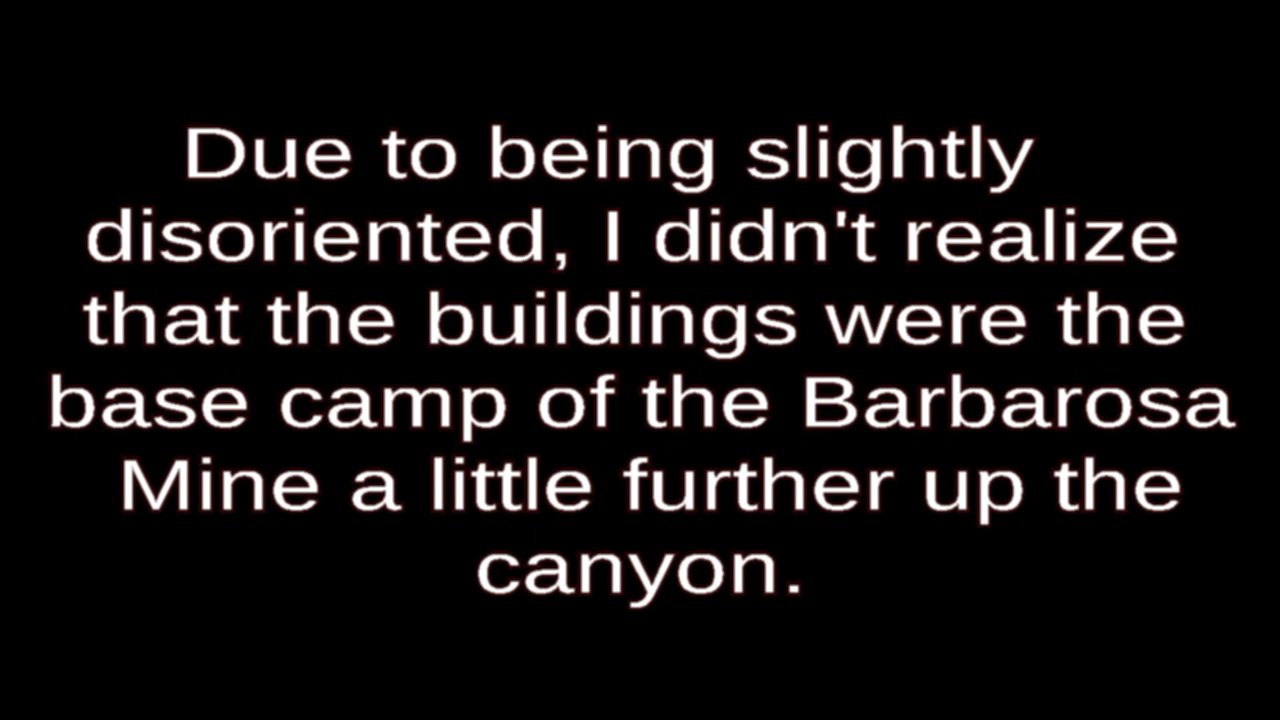 Due to being slightly
disoriented, I didn't realize
that the buildings were the
base camp of the Barbarosa
Mine a little further up the
canyon.